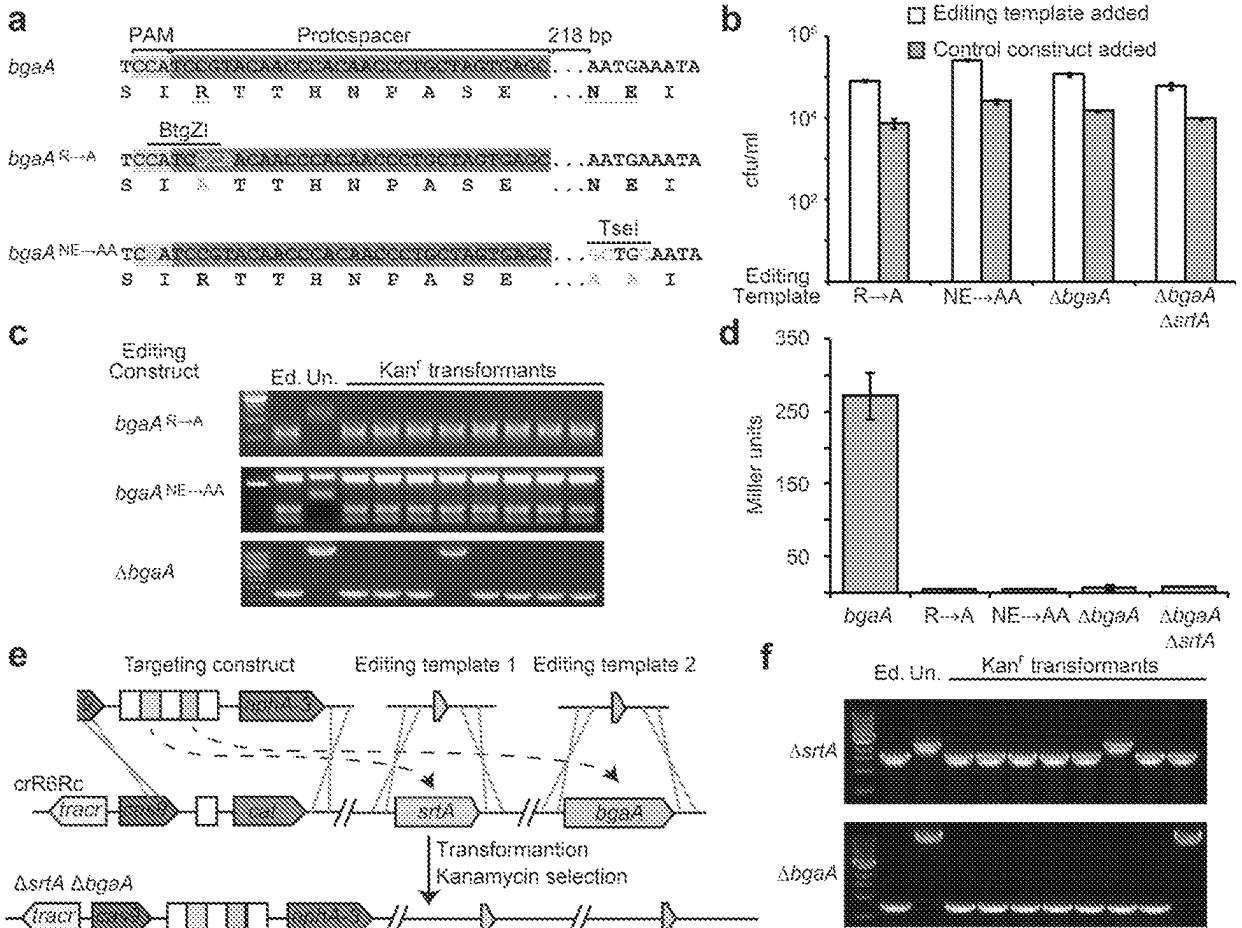 a
PAM Protospacer 218 bp
bgaA TCCATCCGTACAACCCACAACCCTGCTAGTGAGC ...AATGAAATA
S I R T T H N P A S E ...N E I
BtgZI
bgaA R→A TCCATC ACAACCCACAACCCTGCTAGTGAGC ...AATGAAATA
S I A T T H N P A S E ...N E I
TseI
bgaA NE→AA TC ATCCGTACAACCCACAACCCTGCTAGTGAGC ... TG AATA
S I R T T H N P A S E ...A A I
b
Editing template added
Control construct added
cfu/ml
10⁶
10⁴
10²
Editing Template
R→A NE→AA ΔbgaA ΔbgaA ΔsrtA
c
Editing Construct
Ed. Un. Kanʳ transformants
bgaA R→A
bgaA NE→AA
ΔbgaA
d
Miller units
350
250
150
50
bgaA R→A NE→AA ΔbgaA ΔbgaA ΔsrtA
e
Targeting construct Editing template 1 Editing template 2
crR6Rc
tracr srtA bgaA
Transformantion
Kanamycin selection
ΔsrtA ΔbgaA
tracr
f
Ed. Un. Kanʳ transformants
ΔsrtA
ΔbgaA